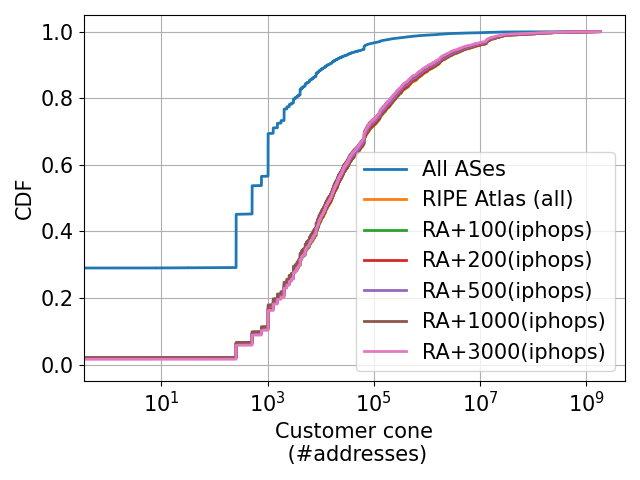 1.0
0.8
0.6
0.4
0.2
0.0
CDF
All ASes
RIPE Atlas (all)
RA+100(iphops)
RA+200(iphops)
RA+500(iphops)
RA+1000(iphops)
RA+3000(iphops)
10¹ 10³ 10⁵ 10⁷ 10⁹
Customer cone
(#addresses)